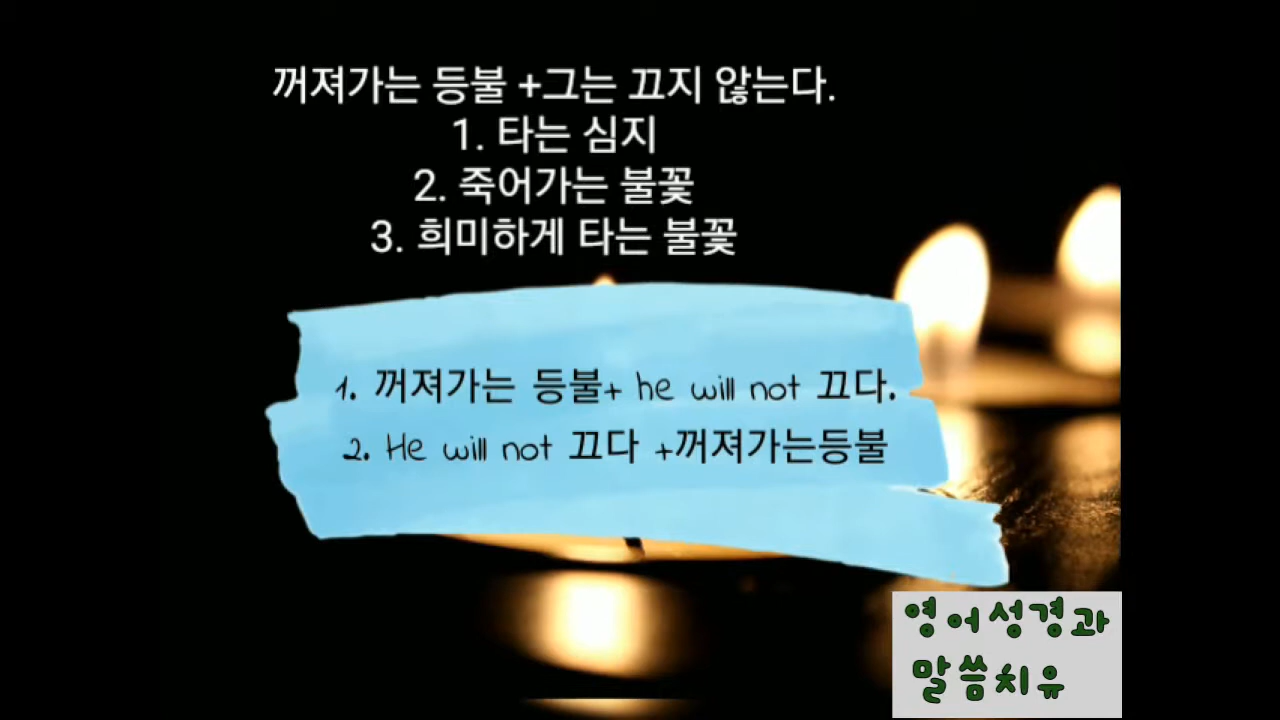 꺼져가는 등불 +그는 끄지 않는다.
1. 타는 심지
2. 죽어가는 불꽃
3. 희미하게 타는 불꽃
1. 꺼져가는 등불+ he will not 끄다.
2. He will not 끄다 +꺼져가는등불
영어성경과
말씀치유